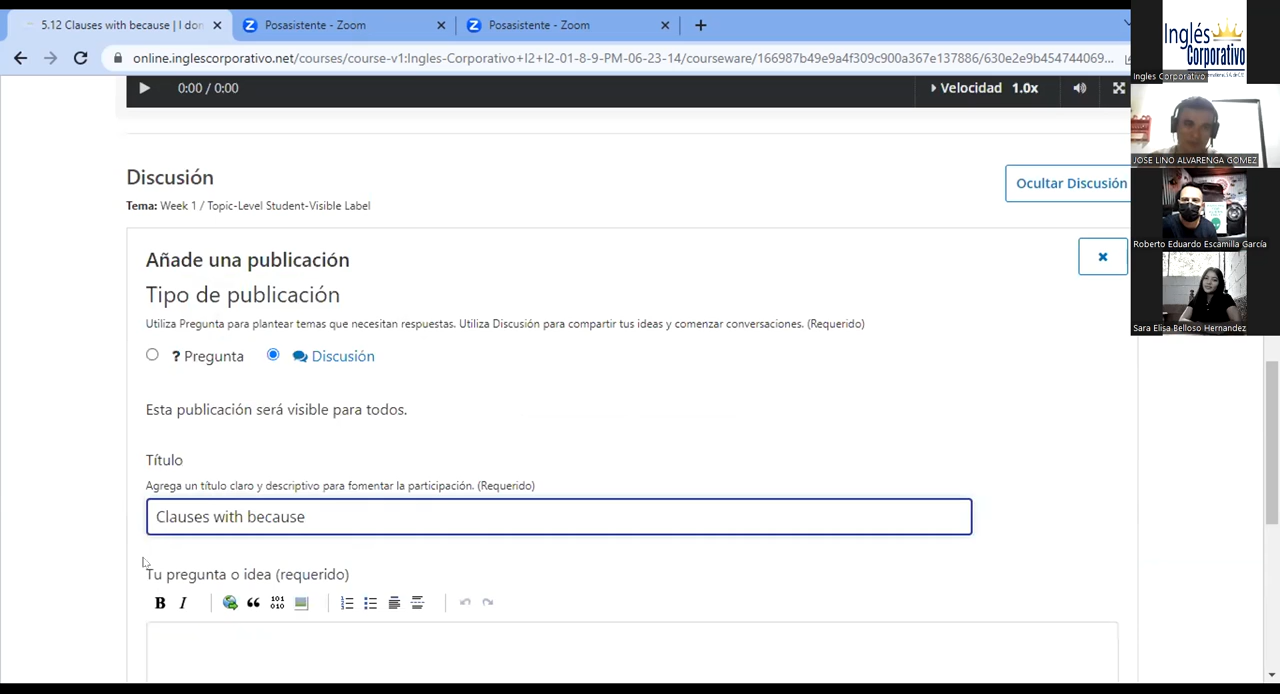 5.12 Clauses with because | I don
Posasistente - Zoom
Posasistente - Zoom
online.inglescorporativo.net/courses/course-v1:Ingles-Corporativo+I2+I2-01-8-9-PM-06-23-14/courseware/166987b49e9a4f309c900a367e137886/630e2e9b454744069...
0:00 / 0:00
Velocidad 1.0x
Discusión
Ocultar Discusión
Tema: Week 1 / Topic-Level Student-Visible Label
Añade una publicación
Tipo de publicación
Utiliza Pregunta para plantear temas que necesitan respuestas. Utiliza Discusión para compartir tus ideas y comenzar conversaciones. (Requerido)
? Pregunta
Discusión
Esta publicación será visible para todos.
Título
Agrega un título claro y descriptivo para fomentar la participación. (Requerido)
Clauses with because
Tu pregunta o idea (requerido)
B I
Inglés
Corporativo
Ingles Corporativo
JOSE LINO ALVARENGA GOMEZ
Roberto Eduardo Escamilla García
Sara Elisa Belloso Hernandez